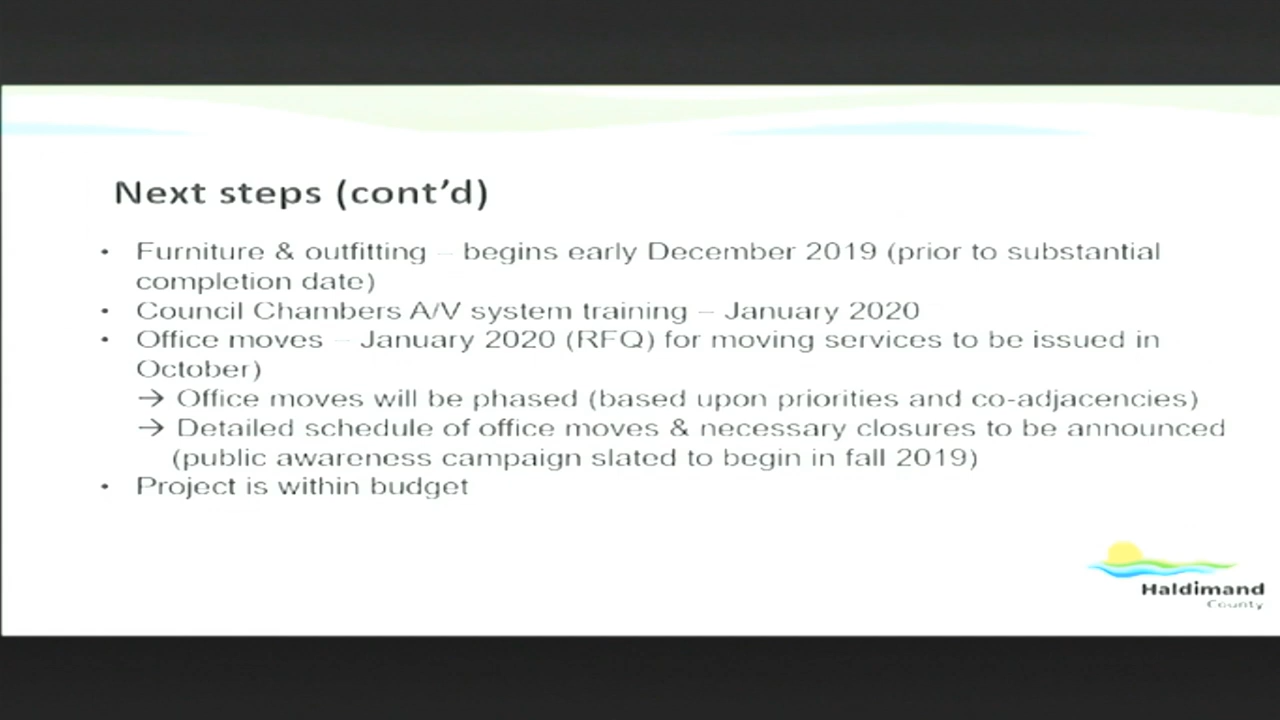 Next steps (cont'd)
• Furniture & outfitting – begins early December 2019 (prior to substantial
completion date)
• Council Chambers A/V system training – January 2020
• Office moves – January 2020 (RFQ) for moving services to be issued in
October)
→ Office moves will be phased (based upon priorities and co-adjacencies)
→ Detailed schedule of office moves & necessary closures to be announced
(public awareness campaign slated to begin in fall 2019)
• Project is within budget
Haldimand
County